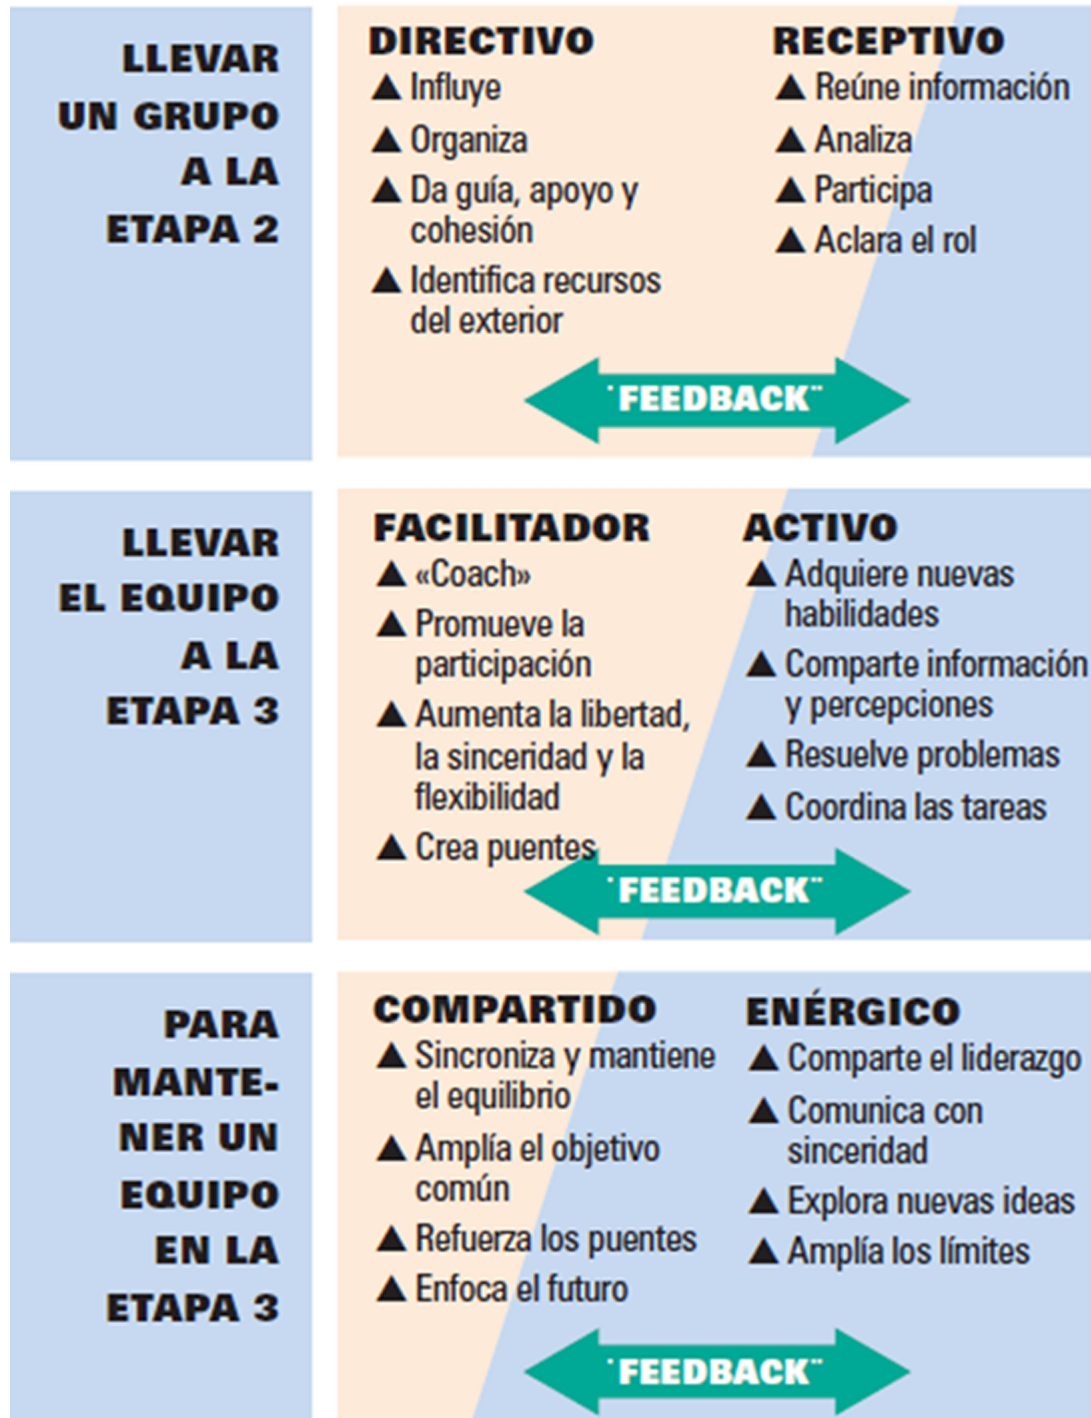 LLEVAR
UN GRUPO
A LA
ETAPA 2
DIRECTIVO
▲ Influye
▲ Organiza
▲ Da guía, apoyo y
cohesión
▲ Identifica recursos
del exterior
RECEPTIVO
▲ Reúne información
▲ Analiza
▲ Participa
▲ Aclara el rol
"FEEDBACK"
LLEVAR
EL EQUIPO
A LA
ETAPA 3
FACILITADOR
▲ «Coach»
▲ Promueve la
participación
▲ Aumenta la libertad,
la sinceridad y la
flexibilidad
▲ Crea puentes
ACTIVO
▲ Adquiere nuevas
habilidades
▲ Comparte información
y percepciones
▲ Resuelve problemas
▲ Coordina las tareas
"FEEDBACK"
PARA
MANTE-
NER UN
EQUIPO
EN LA
ETAPA 3
COMPARTIDO
▲ Sincroniza y mantiene
el equilibrio
▲ Amplía el objetivo
común
▲ Refuerza los puentes
▲ Enfoca el futuro
ENÉRGICO
▲ Comparte el liderazgo
▲ Comunica con
sinceridad
▲ Explora nuevas ideas
▲ Amplía los límites
"FEEDBACK"